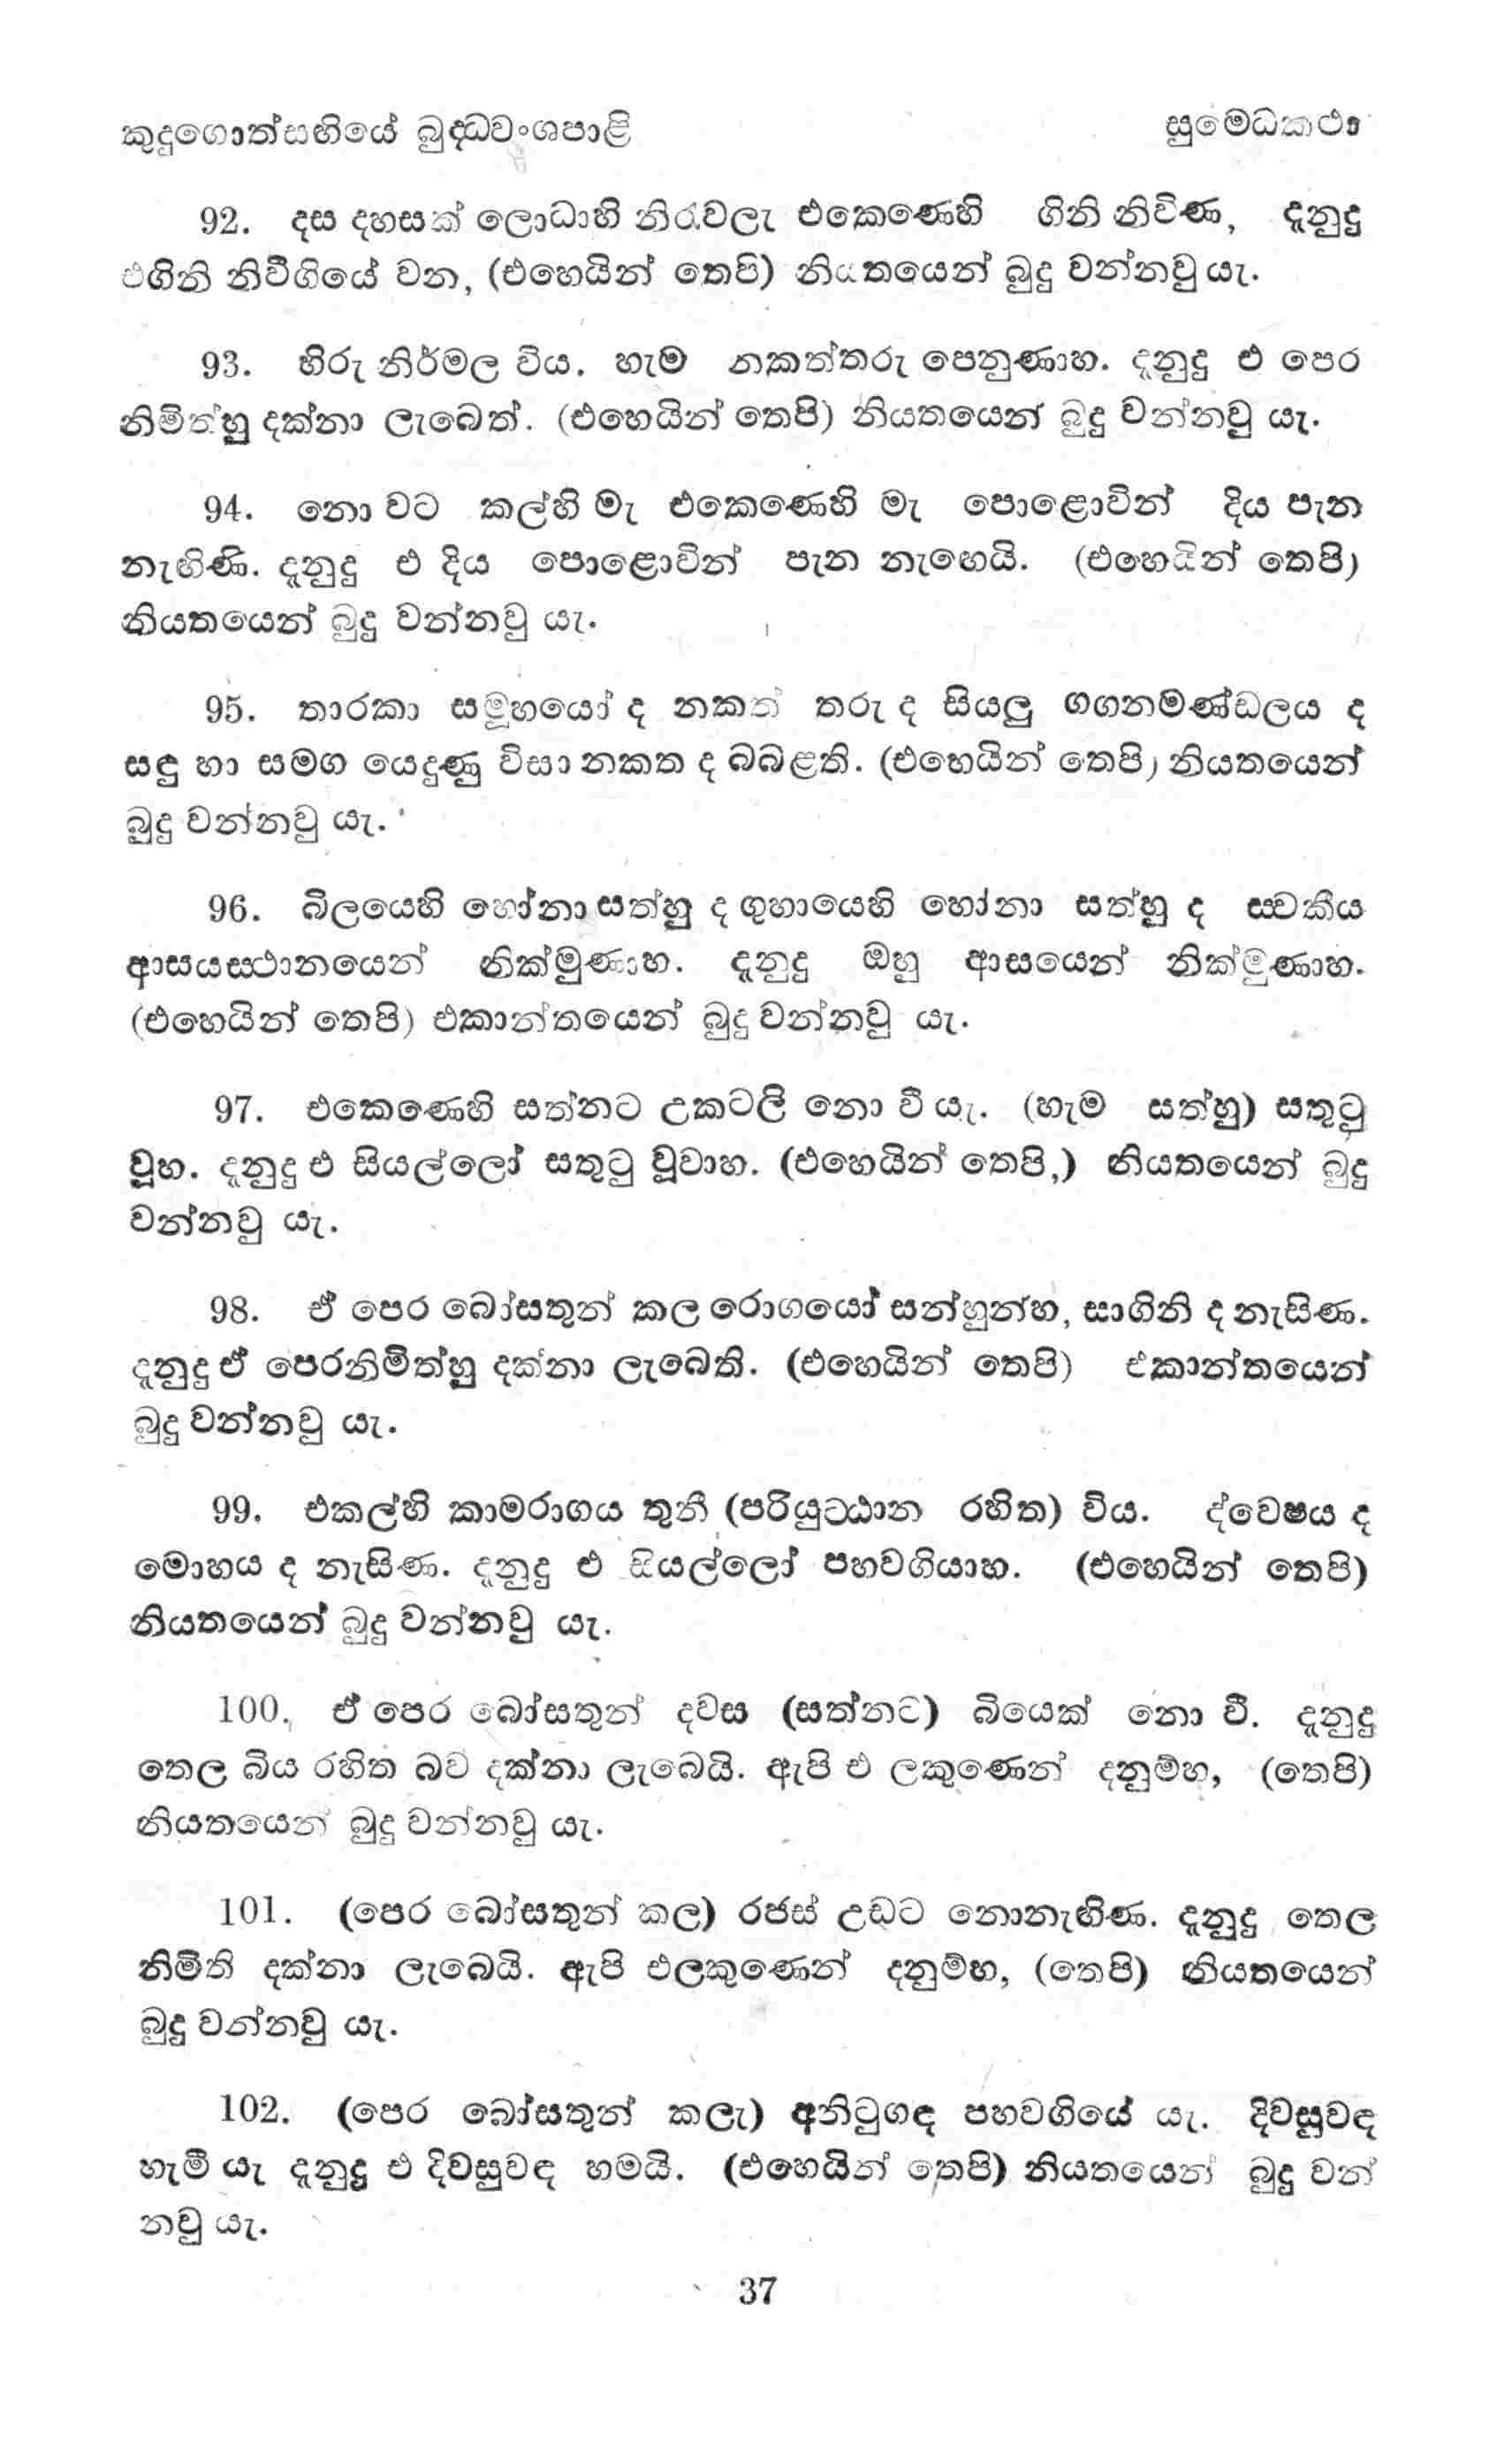 කුදුගොත්සඟියේ බුද්ධවංශපාළි සුමෙධකථා
92. දස දහසක් ලොධාහි නිරාවලැ එකෙණෙහි ගිනි නිවිණ, දැනුදු
එගිනි නිවීගියේ වන, (එහෙයින් තෙපි) නියතයෙන් බුදු වන්නවු යැ.
93. හිරු නිර්මල විය. හැම නකත්තරු පෙනුණාහ. දැනුදු එ පෙර
නිමිත්හු දක්නා ලැබෙත්. (එහෙයින් තෙපි) නියතයෙන් බුදු වන්නවු යැ.
94. නො වට කල්හි මැ එකෙණෙහි මැ පොළොවින් දිය පැන
නැඟිණි. දැනුදු එ දිය පොළොවින් පැන නැඟෙයි. (එහෙයින් තෙපි)
නියතයෙන් බුදු වන්නවු යැ.
95. තාරකා සමූහයෝ ද නකත් තරු ද සියලු ගගනමණ්ඩලය ද
සඳු හා සමග යෙදුණු විසා නකත ද බබළති. (එහෙයින් තෙපි) නියතයෙන්
බුදු වන්නවු යැ.
96. බිලයෙහි හෝනා සත්හු ද ගුහායෙහි හෝනා සත්හු ද ස්වකීය
ආසයස්ථානයෙන් නික්මුණාහ. දැනුදු ඔහු ආසයෙන් නික්මුණාහ.
(එහෙයින් තෙපි) එකාන්තයෙන් බුදු වන්නවු යැ.
97. එකෙණෙහි සත්නට උකටලි නො වී යැ. (හැම සත්හු) සතුටු
වූහ. දැනුදු එ සියල්ලෝ සතුටු වූවාහ. (එහෙයින් තෙපි,) නියතයෙන් බුදු
වන්නවු යැ.
98. ඒ පෙර බෝසතුන් කල රොගයෝ සන්හුන්හ, සාගිනි ද නැසිණ.
දැනුදු ඒ පෙරනිමිත්හු දක්නා ලැබෙති. (එහෙයින් තෙපි) එකාන්තයෙන්
බුදු වන්නවු යැ.
99. එකල්හි කාමරාගය තුනී (පරියුට්ඨාන රහිත) විය. ද්වෙෂය ද
මොහය ද නැසිණ. දැනුදු එ සියල්ලෝ පහවගියාහ. (එහෙයින් තෙපි)
නියතයෙන් බුදු වන්නවු යැ.
100. ඒ පෙර බෝසතුන් දවස (සත්නට) බියෙක් නො වී. දැනුදු
තෙල බිය රහිත බව දක්නා ලැබෙයි. ඇපි එ ලකුණෙන් දනුම්හ, (තෙපි)
නියතයෙන් බුදු වන්නවු යැ.
101. (පෙර බෝසතුන් කල) රජස් උඩට නොනැඟිණ. දැනුදු තෙල
නිමිති දක්නා ලැබෙයි. ඇපි එලකුණෙන් දනුම්හ, (තෙපි) නියතයෙන්
බුදු වන්නවු යැ.
102. (පෙර බෝසතුන් කලැ) අනිටුගඳ පහවගියේ යැ. දිවසුවඳ
හැමී යැ දැනුදු එ දිවසුවඳ හමයි. (එහෙයින් තෙපි) නියතයෙන් බුදු වන්
නවු යැ.
37